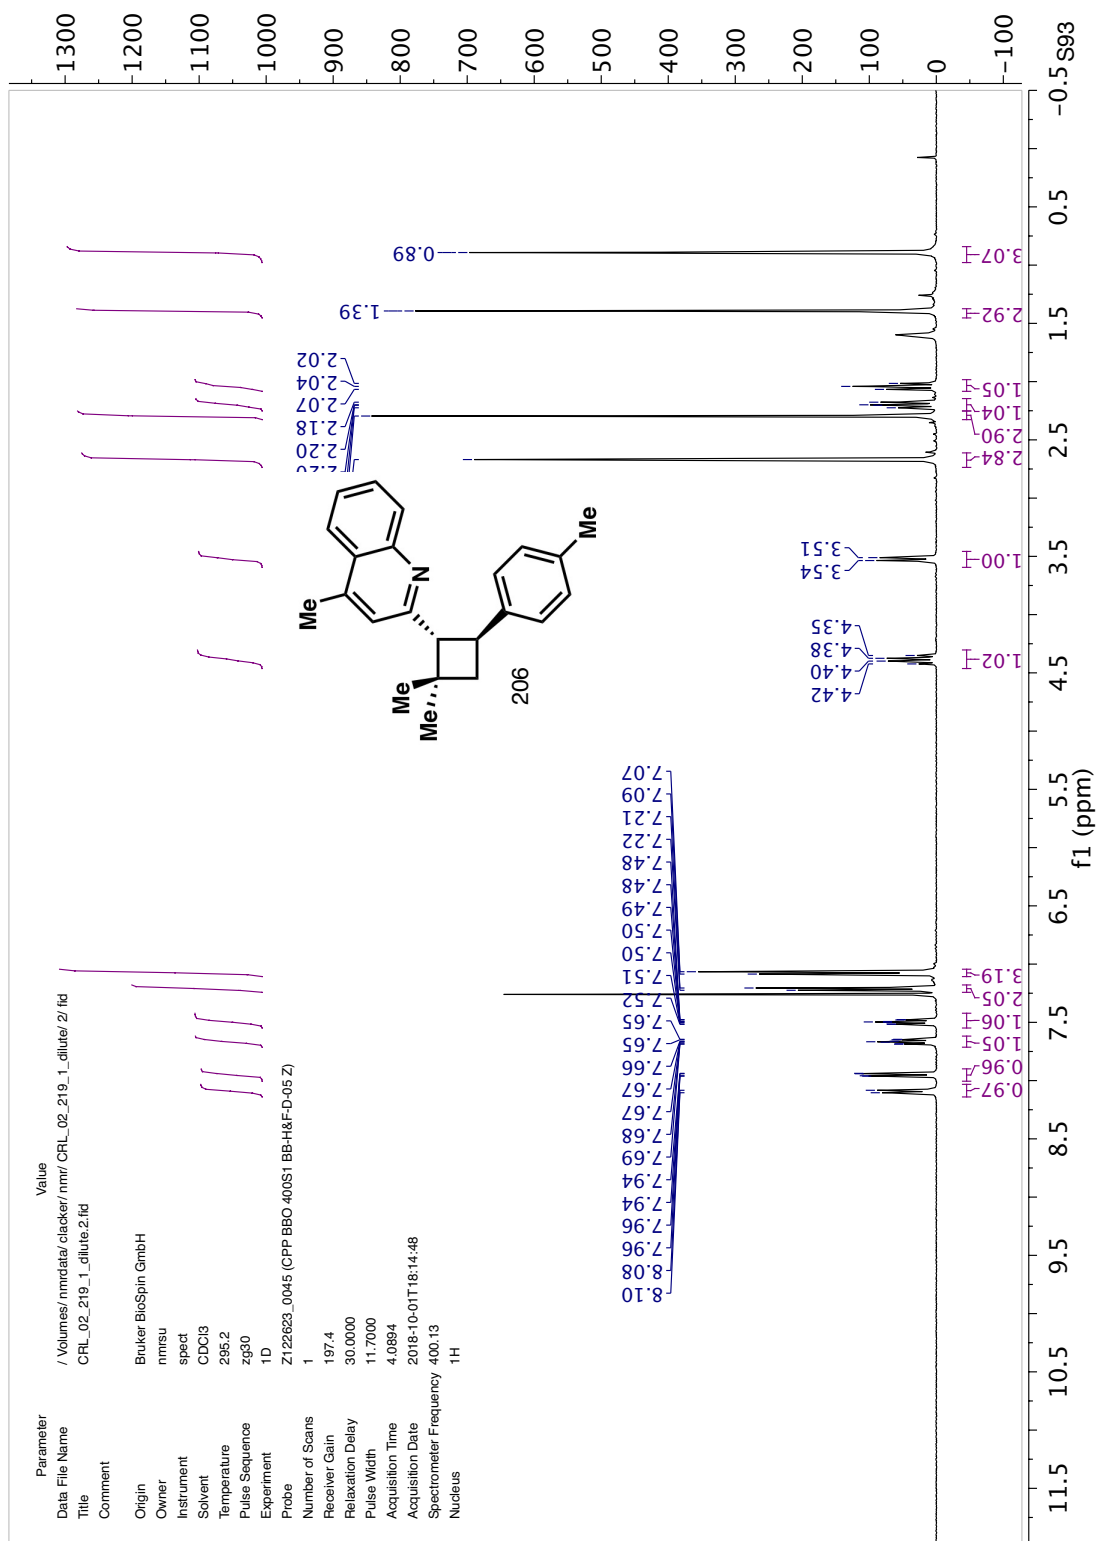 Parameter Value
Data File Name / Volumes/ nmrdata/ clacker/ nmr/ CRL_02_219_1_dilute/ 2/ fid
Title CRL_02_219_1_dilute.2.fid
Comment
Origin Bruker BioSpin GmbH
Owner nmrsu
Instrument spect
Solvent CDCl3
Temperature 295.2
Pulse Sequence zg30
Experiment 1D
Probe Z122623_0045 (CPP BBO 400S1 BB-H&F-D-05 Z)
Number of Scans 1
Receiver Gain 197.4
Relaxation Delay 30.0000
Pulse Width 11.7000
Acquisition Time 4.0894
Acquisition Date 2018-10-01T18:14:48
Spectrometer Frequency 400.13
Nucleus 1H
8.10
8.08
7.96
7.96
7.94
7.94
7.69
7.68
7.67
7.67
7.66
7.65
7.65
7.52
7.51
7.50
7.50
7.49
7.48
7.48
7.22
7.21
7.09
7.07
4.42
4.40
4.38
4.35
3.54
3.51
2.20
2.20
2.18
2.07
2.04
2.02
1.39
0.89
Me
N
Me
Me
Me
206
0.97
0.96
1.05
1.06
2.05
3.19
1.02
1.00
2.84
2.90
1.04
1.05
2.92
3.07
1300
1200
1100
1000
900
800
700
600
500
400
300
200
100
0
-100
11.5 10.5 9.5 8.5 7.5 6.5 5.5 4.5 3.5 2.5 1.5 0.5 -0.5
f1 (ppm)
S93